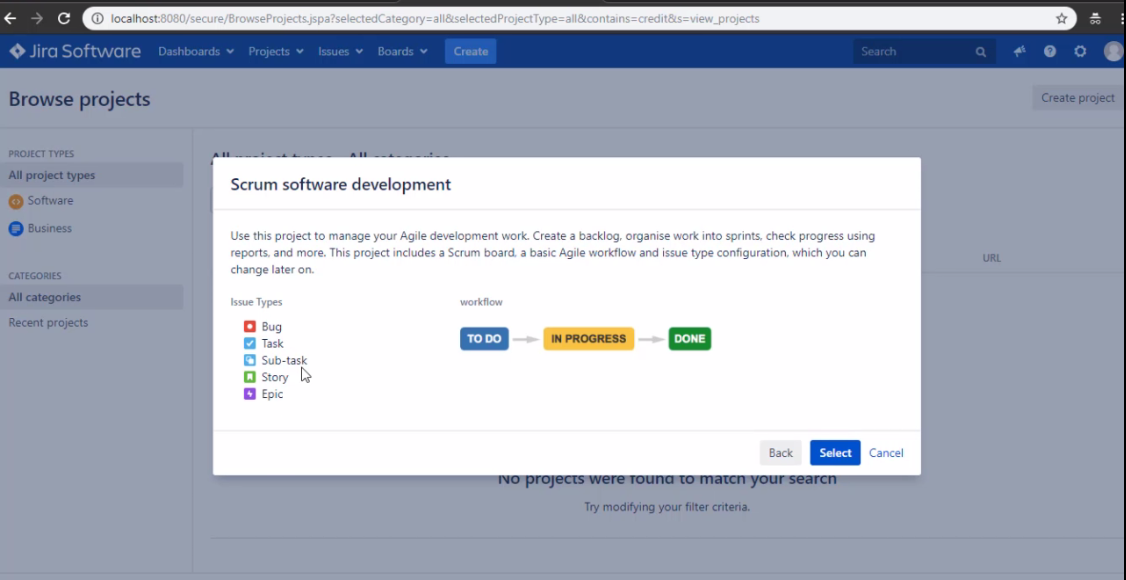 localhost:8080/secure/BrowseProjects.jspa?selectedCategory=all&selectedProjectType=all&contains=credit&s=view_projects
Jira Software Dashboards Projects Issues Boards Create Search
Browse projects
Create project
PROJECT TYPES
All project types
Software
Business
CATEGORIES
All categories
Recent projects
All project types All categories
URL
Scrum software development
Use this project to manage your Agile development work. Create a backlog, organise work into sprints, check progress using
reports, and more. This project includes a Scrum board, a basic Agile workflow and issue type configuration, which you can
change later on.
Issue Types
Bug
Task
Sub-task
Story
Epic
workflow
TO DO IN PROGRESS DONE
Back Select Cancel
No projects were found to match your search
Try modifying your filter criteria.